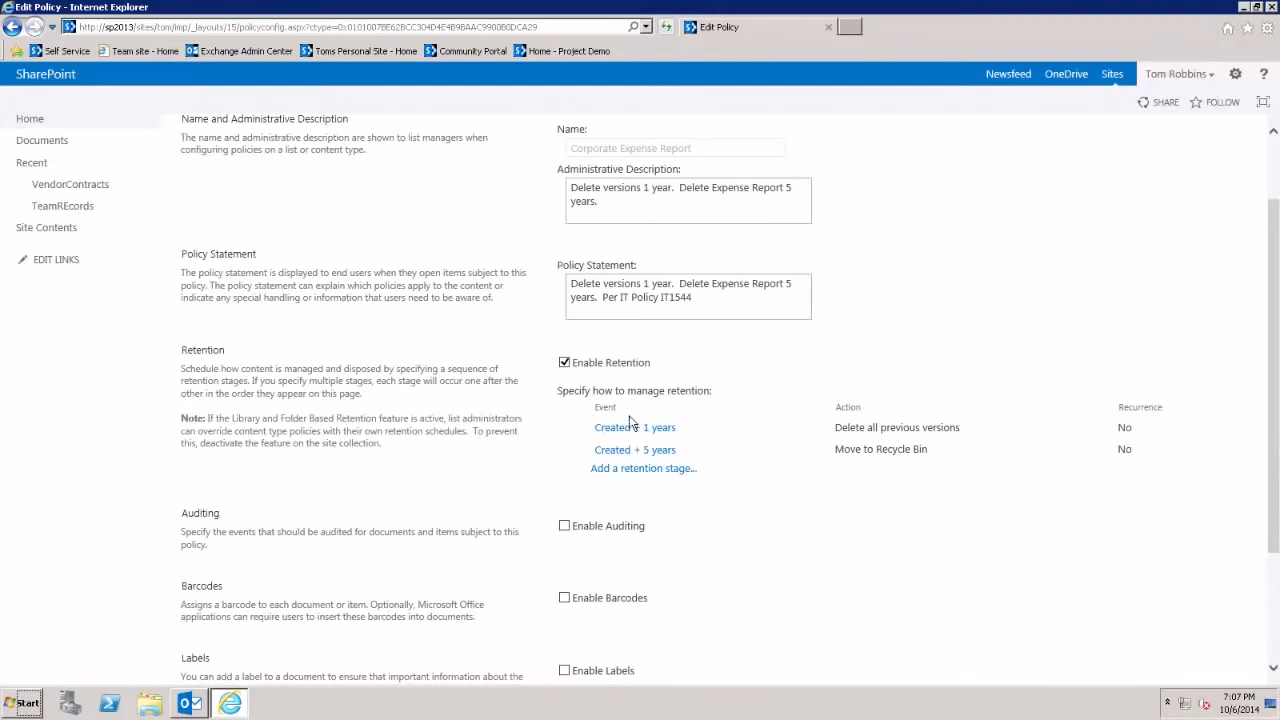 Edit Policy - Internet Explorer
http://sp2013/sites/tom/imp/_layouts/15/policyconfig.aspx?ctype=0x0101007BE62BCC304D4E4B9BAAC9900B0DCA29
Edit Policy
Self Service
Team site - Home
Exchange Admin Center
Toms Personal Site - Home
Community Portal
Home - Project Demo
SharePoint
Newsfeed
OneDrive
Sites
Tom Robbins
?
SHARE
FOLLOW
Home
Documents
Recent
VendorContracts
TeamREcords
Site Contents
EDIT LINKS
Name and Administrative Description
The name and administrative description are shown to list managers when
configuring policies on a list or content type.
Name:
Corporate Expense Report
Administrative Description:
Delete versions 1 year. Delete Expense Report 5
years.
Policy Statement
The policy statement is displayed to end users when they open items subject to this
policy. The policy statement can explain which policies apply to the content or
indicate any special handling or information that users need to be aware of.
Policy Statement:
Delete versions 1 year. Delete Expense Report 5
years. Per IT Policy IT1544
Retention
Schedule how content is managed and disposed by specifying a sequence of
retention stages. If you specify multiple stages, each stage will occur one after the
other in the order they appear on this page.
Note: If the Library and Folder Based Retention feature is active, list administrators
can override content type policies with their own retention schedules. To prevent
this, deactivate the feature on the site collection.
Enable Retention
Specify how to manage retention:
Event
Action
Recurrence
Created + 1 years
Delete all previous versions
No
Created + 5 years
Move to Recycle Bin
No
Add a retention stage...
Auditing
Specify the events that should be audited for documents and items subject to this
policy.
Enable Auditing
Barcodes
Assigns a barcode to each document or item. Optionally, Microsoft Office
applications can require users to insert these barcodes into documents.
Enable Barcodes
Labels
You can add a label to a document to ensure that important information about the
Enable Labels
Start
7:07 PM
10/6/2014